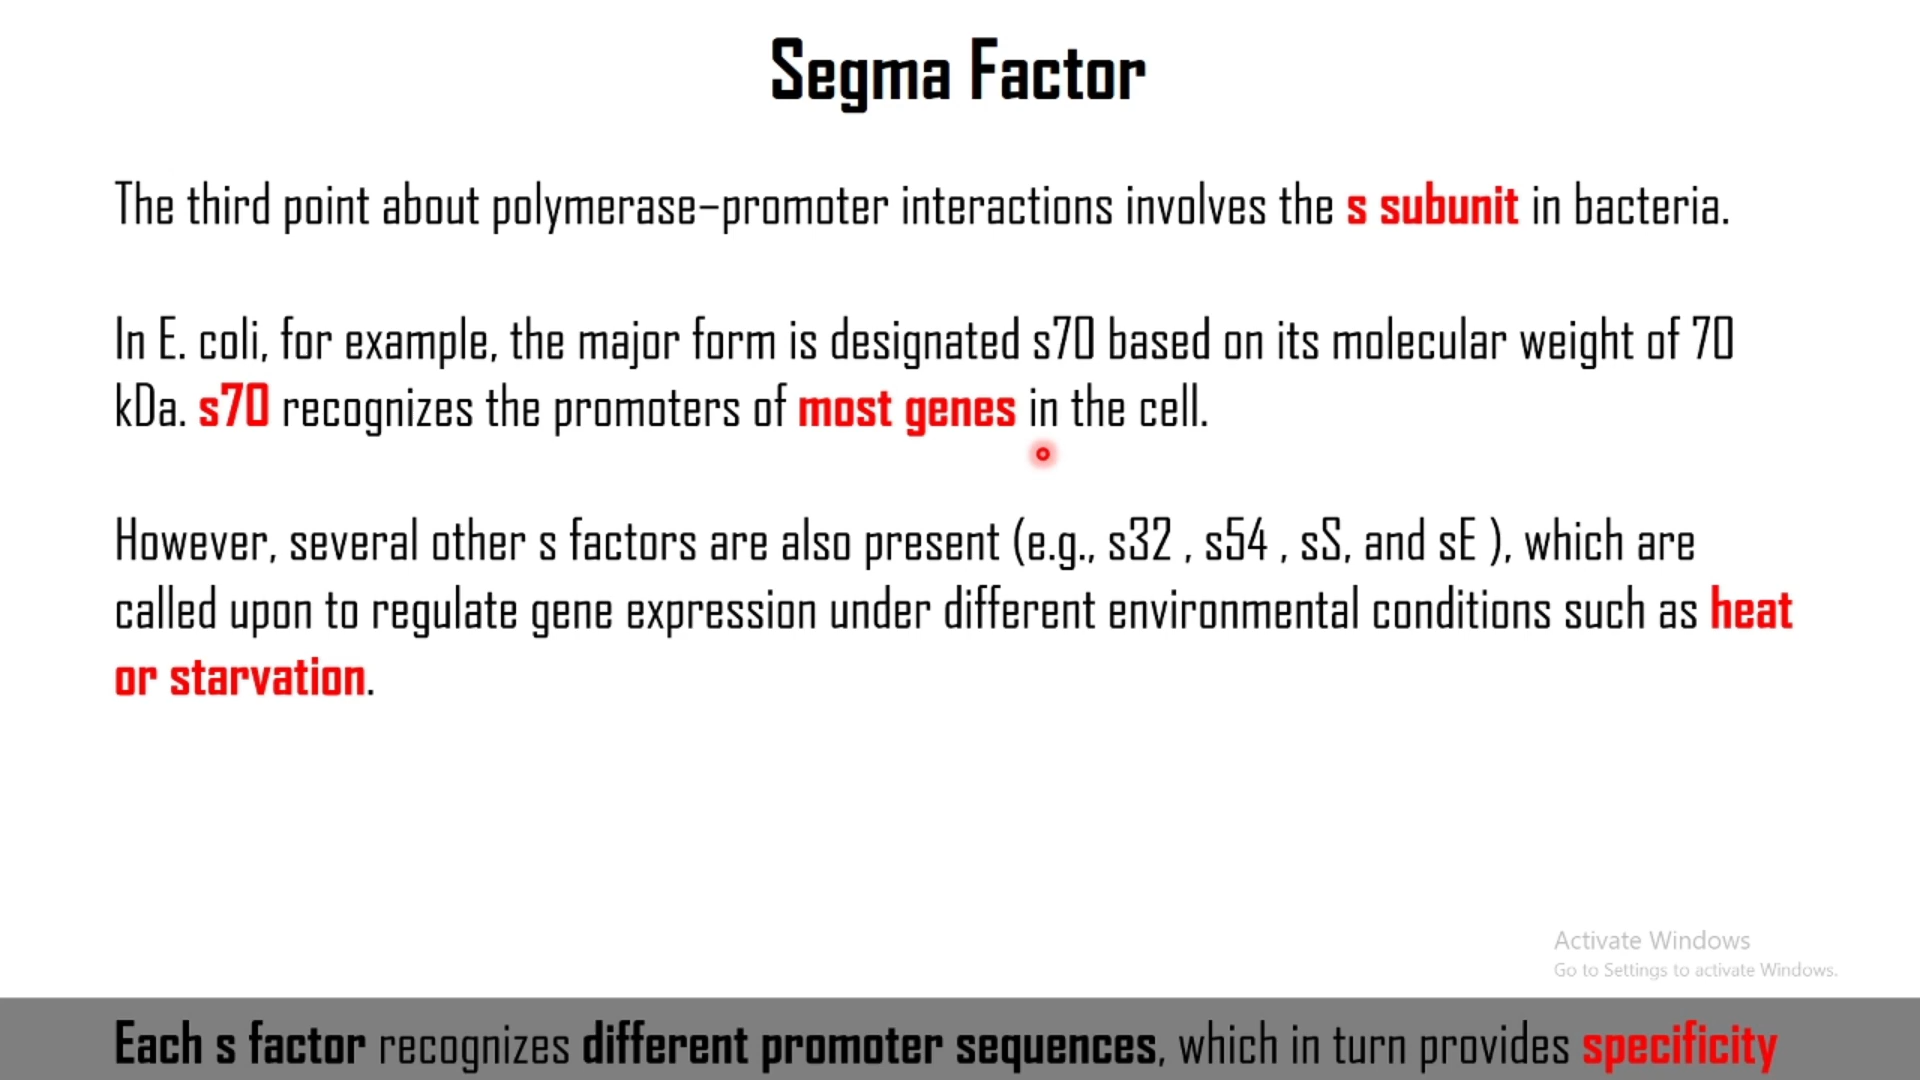 Segma Factor
The third point about polymerase–promoter interactions involves the s subunit in bacteria.
In E. coli, for example, the major form is designated s70 based on its molecular weight of 70
kDa. s70 recognizes the promoters of most genes in the cell.
However, several other s factors are also present (e.g., s32 , s54 , sS, and sE ), which are
called upon to regulate gene expression under different environmental conditions such as heat
or starvation.
Activate Windows
Go to Settings to activate Windows.
Each s factor recognizes different promoter sequences, which in turn provides specificity